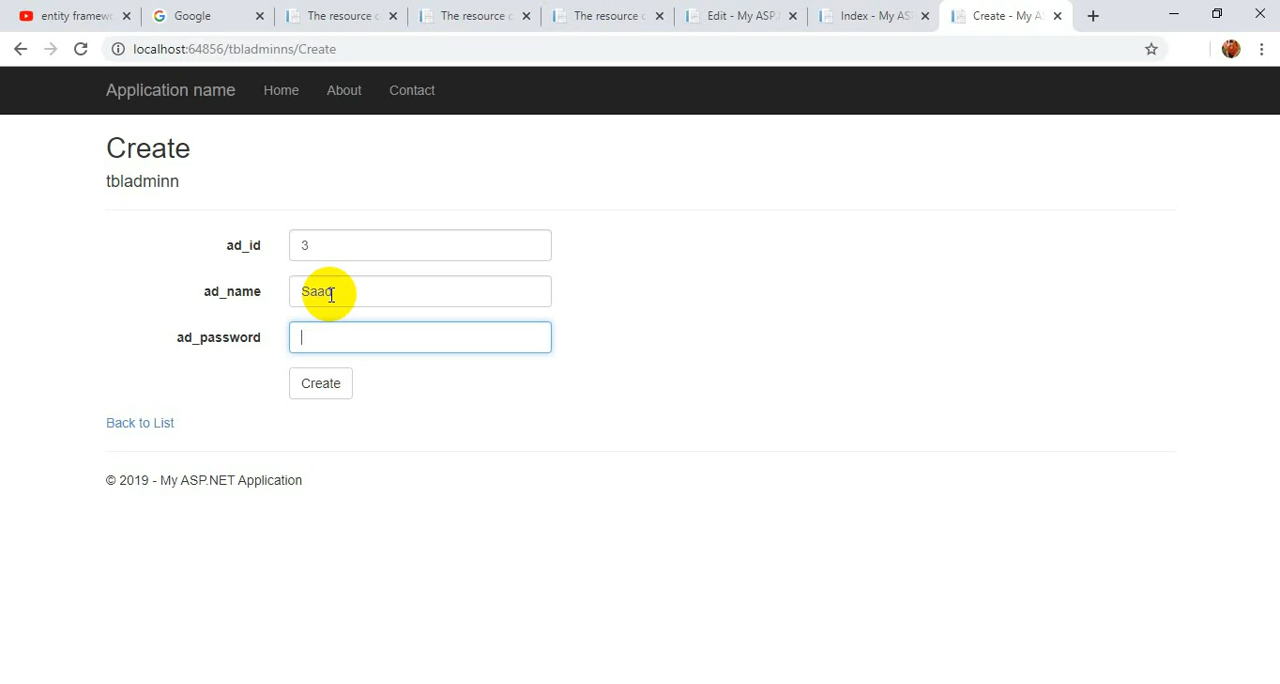 entity framew
Google
The resource c
The resource c
The resource c
Edit - My ASP.
Index - My AS
Create - My A
localhost:64856/tbladminns/Create
Application name Home About Contact
Create
tbladminn
ad_id 3
ad_name Saad
ad_password
Create
Back to List
© 2019 - My ASP.NET Application